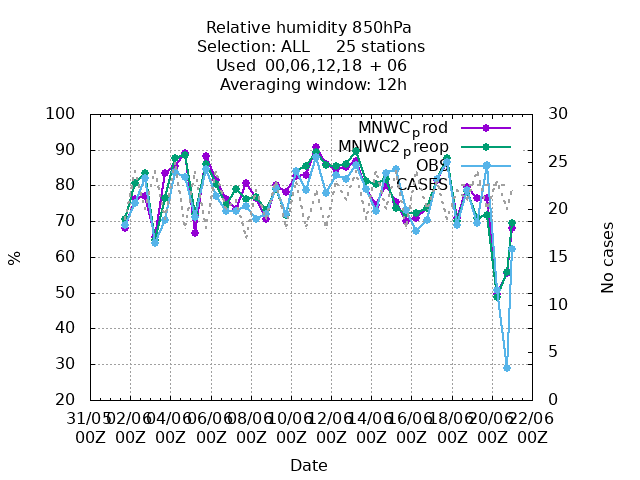 Relative humidity 850hPa
Selection: ALL 25 stations
Used 00,06,12,18 + 06
Averaging window: 12h
100 30
MNWCprod
90 MNWC2preop 25
OBS
80 CASES
70 20
% 60 15 No cases
50 10
40
30 5
20 0
31/05 02/06 04/06 06/06 08/06 10/06 12/06 14/06 16/06 18/06 20/06 22/06
00Z 00Z 00Z 00Z 00Z 00Z 00Z 00Z 00Z 00Z 00Z 00Z
Date